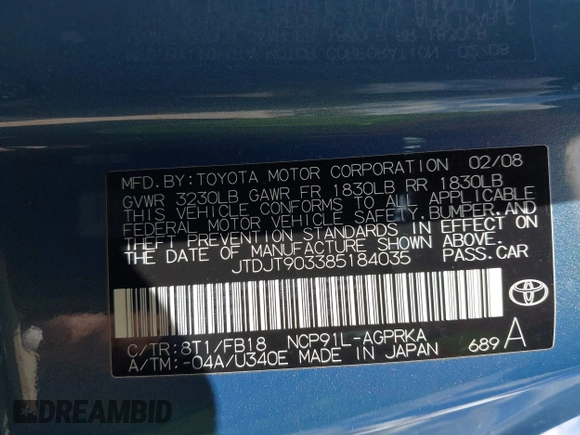 MFD.BY:TOYOTA MOTOR CORPORATION 02/08
GVWR 3230LB GAWR FR 1830LB RR 1830LB
THIS VEHICLE CONFORMS TO ALL APPLICABLE
FEDERAL MOTOR VEHICLE SAFETY, BUMPER, AND
THEFT PREVENTION STANDARDS IN EFFECT ON
THE DATE OF MANUFACTURE SHOWN ABOVE.
JTDJT903385184035 PASS.CAR
C/TR:8T1/FB18 NCP91L-AGPRKA
A/TM:-04A/U340E MADE IN JAPAN 689 A
DREAMBID